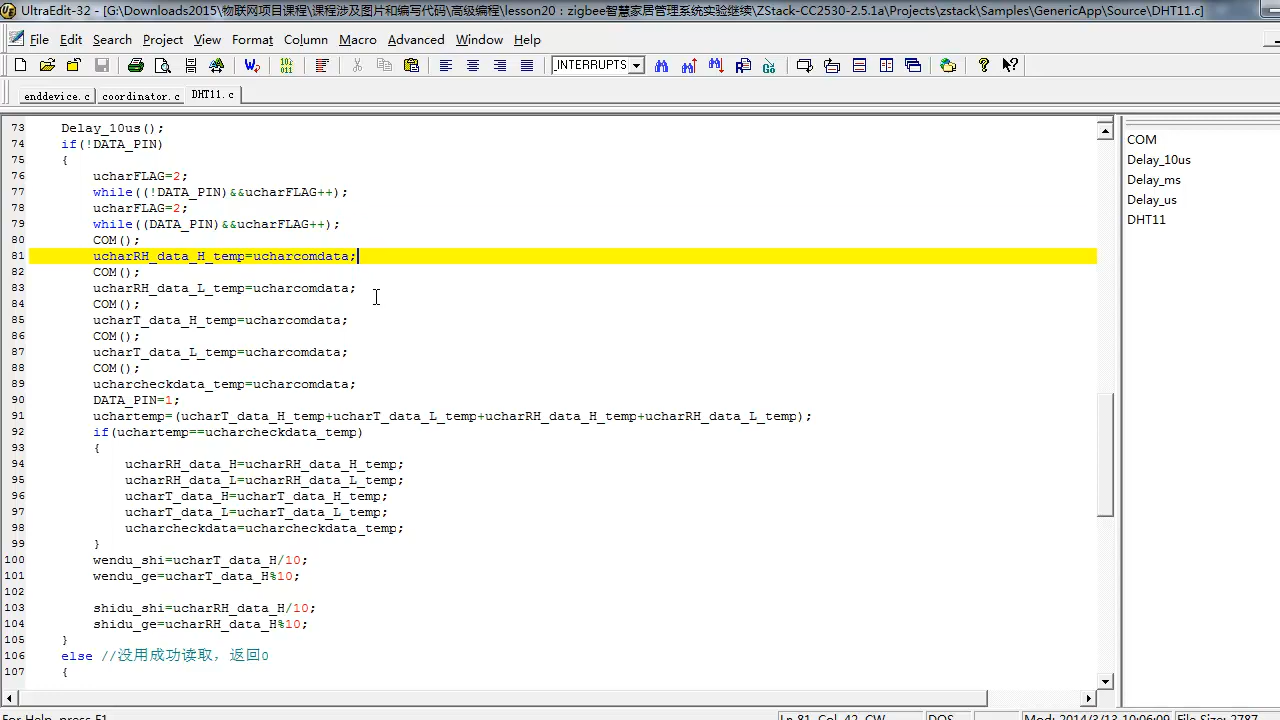 UltraEdit-32 - [G:\Downloads2015\物联网项目课程\课程涉及图片和编写代码\高级编程\lesson20：zigbee智慧家居管理系统实验继续\ZStack-CC2530-2.5.1a\Projects\zstack\Samples\GenericApp\Source\DHT11.c]
File Edit Search Project View Format Column Macro Advanced Window Help
_INTERRUPTS
enddevice.c coordinator.c DHT11.c
73 Delay_10us();
74 if(!DATA_PIN)
75 {
76 ucharFLAG=2;
77 while((!DATA_PIN)&&ucharFLAG++);
78 ucharFLAG=2;
79 while((DATA_PIN)&&ucharFLAG++);
80 COM();
81 ucharRH_data_H_temp=ucharcomdata;
82 COM();
83 ucharRH_data_L_temp=ucharcomdata;
84 COM();
85 ucharT_data_H_temp=ucharcomdata;
86 COM();
87 ucharT_data_L_temp=ucharcomdata;
88 COM();
89 ucharcheckdata_temp=ucharcomdata;
90 DATA_PIN=1;
91 uchartemp=(ucharT_data_H_temp+ucharT_data_L_temp+ucharRH_data_H_temp+ucharRH_data_L_temp);
92 if(uchartemp==ucharcheckdata_temp)
93 {
94 ucharRH_data_H=ucharRH_data_H_temp;
95 ucharRH_data_L=ucharRH_data_L_temp;
96 ucharT_data_H=ucharT_data_H_temp;
97 ucharT_data_L=ucharT_data_L_temp;
98 ucharcheckdata=ucharcheckdata_temp;
99 }
100 wendu_shi=ucharT_data_H/10;
101 wendu_ge=ucharT_data_H%10;
102
103 shidu_shi=ucharRH_data_H/10;
104 shidu_ge=ucharRH_data_H%10;
105 }
106 else //没用成功读取，返回0
107 {
COM
Delay_10us
Delay_ms
Delay_us
DHT11
For Help, press F1 Ln 81, Col. 42, CW DOS Mod: 2014/3/13 10:06:09 File Size: 2787